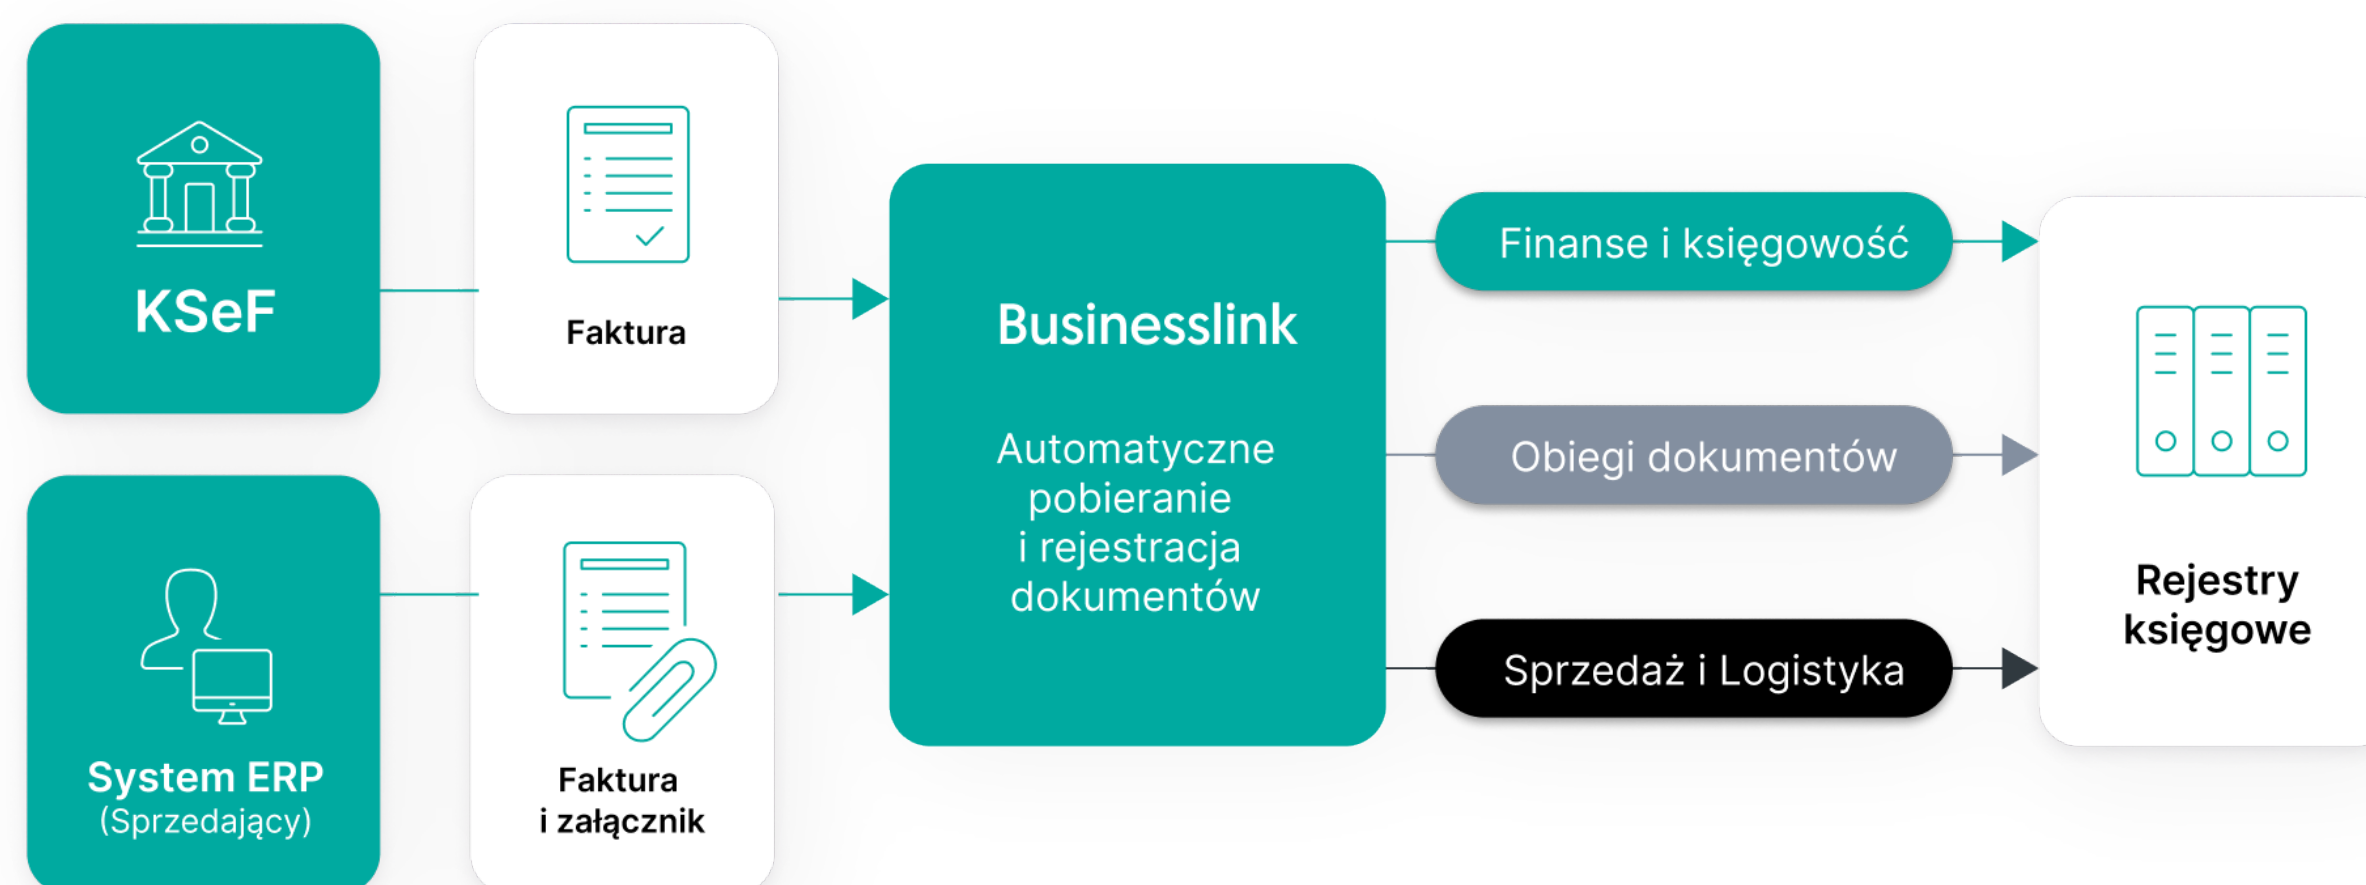 KSeF
Faktura
System ERP
(Sprzedający)
Faktura
i załącznik
Businesslink
Automatyczne
pobieranie
i rejestracja
dokumentów
Finanse i księgowość
Obiegi dokumentów
Sprzedaż i Logistyka
Rejestry
księgowe